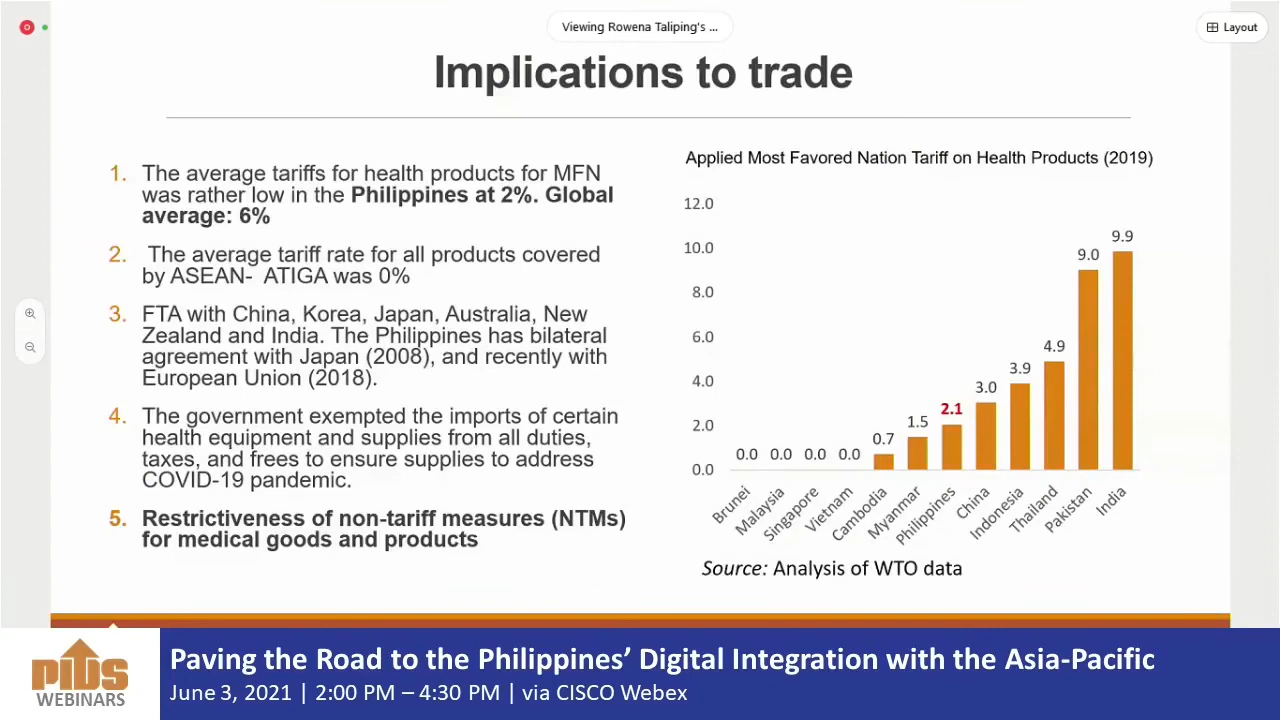 Viewing Rowena Taliping's ...
Layout
Implications to trade
1. The average tariffs for health products for MFN
was rather low in the Philippines at 2%. Global
average: 6%
2. The average tariff rate for all products covered
by ASEAN- ATIGA was 0%
3. FTA with China, Korea, Japan, Australia, New
Zealand and India. The Philippines has bilateral
agreement with Japan (2008), and recently with
European Union (2018).
4. The government exempted the imports of certain
health equipment and supplies from all duties,
taxes, and frees to ensure supplies to address
COVID-19 pandemic.
5. Restrictiveness of non-tariff measures (NTMs)
for medical goods and products
Applied Most Favored Nation Tariff on Health Products (2019)
12.0
10.0
8.0
6.0
4.0
2.0
0.0
0.0 0.0 0.0 0.0 0.7 1.5 2.1 3.0 3.9 4.9 9.0 9.9
Brunei
Malaysia
Singapore
Vietnam
Cambodia
Myanmar
Philippines
China
Indonesia
Thailand
Pakistan
India
Source: Analysis of WTO data
PIDS
WEBINARS
Paving the Road to the Philippines' Digital Integration with the Asia-Pacific
June 3, 2021 | 2:00 PM – 4:30 PM | via CISCO Webex